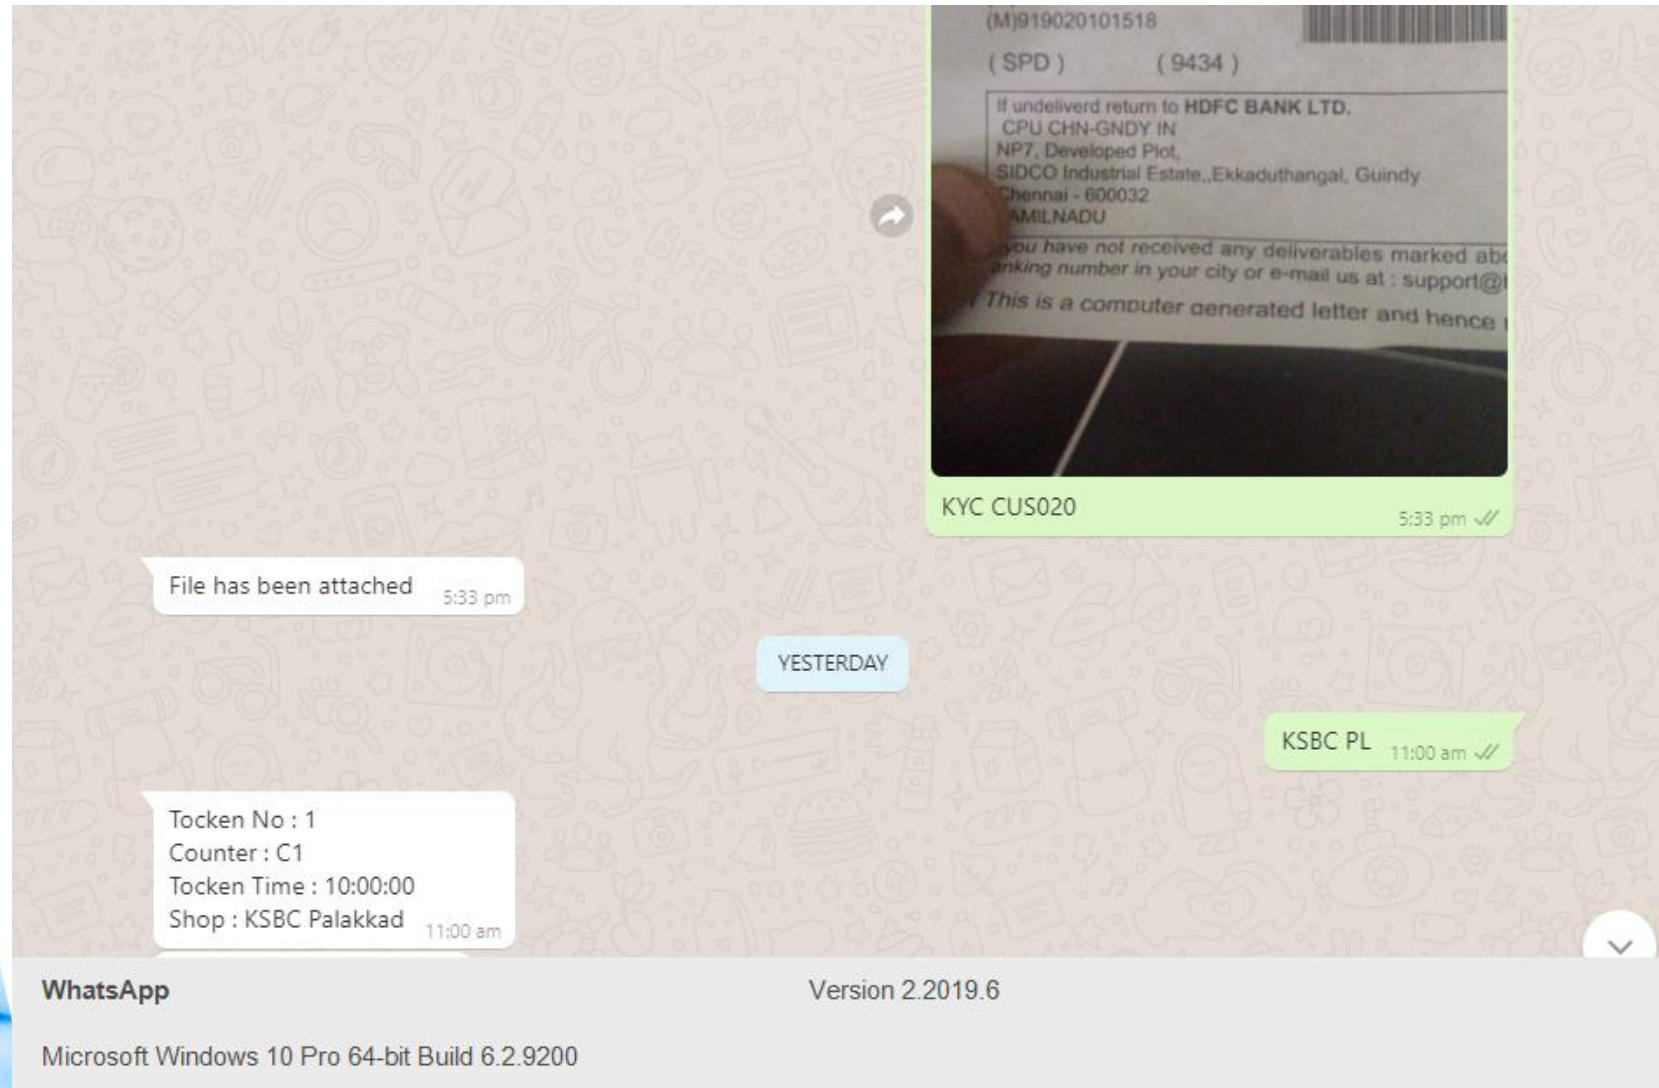 (M)919020101518
( SPD ) ( 9434 )
If undeliverd return to HDFC BANK LTD.
CPU CHN-GNDY IN
NP7, Developed Plot,
SIDCO Industrial Estate,,Ekkaduthangal, Guindy
Chennai - 600032
AMILNADU
you have not received any deliverables marked
anking number in your city or e-mail us at : support@
This is a computer generated letter and hence
KYC CUS020
5:33 pm
File has been attached 5:33 pm
YESTERDAY
KSBC PL 11:00 am
Tocken No : 1
Counter : C1
Tocken Time : 10:00:00
Shop : KSBC Palakkad 11:00 am
WhatsApp Version 2.2019.6
Microsoft Windows 10 Pro 64-bit Build 6.2.9200